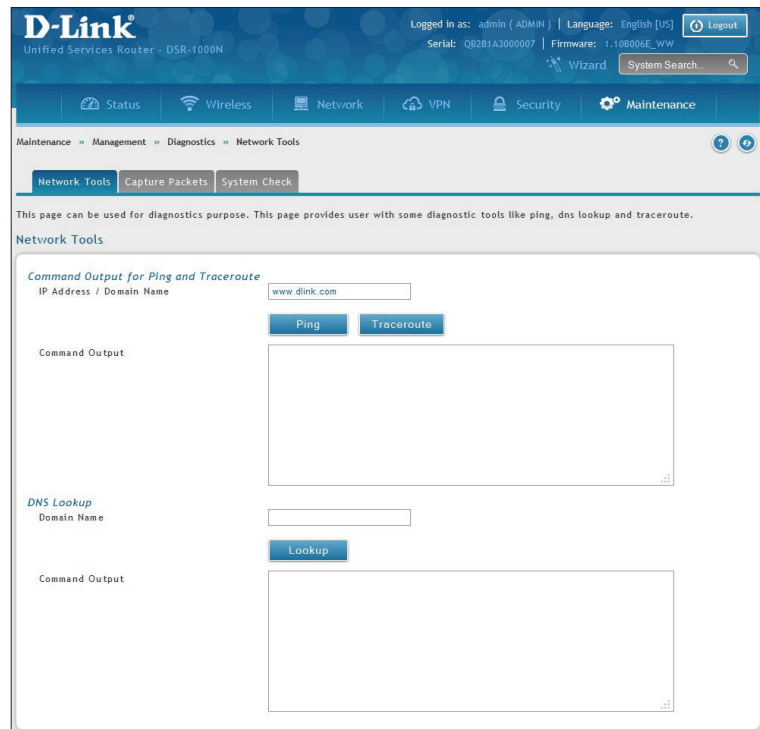 D-Link®
Unified Services Router - DSR-1000N
Logged in as: admin ( ADMIN ) | Language: English [US]
Logout
Serial: QB2B1A3000007 | Firmware: 1.10B006E_WW
Wizard
System Search...
Status
Wireless
Network
VPN
Security
Maintenance
Maintenance » Management » Diagnostics » Network Tools
Network Tools
Capture Packets
System Check
This page can be used for diagnostics purpose. This page provides user with some diagnostic tools like ping, dns lookup and traceroute.
Network Tools
Command Output for Ping and Traceroute
IP Address / Domain Name
www.dlink.com
Ping
Traceroute
Command Output
DNS Lookup
Domain Name
Lookup
Command Output